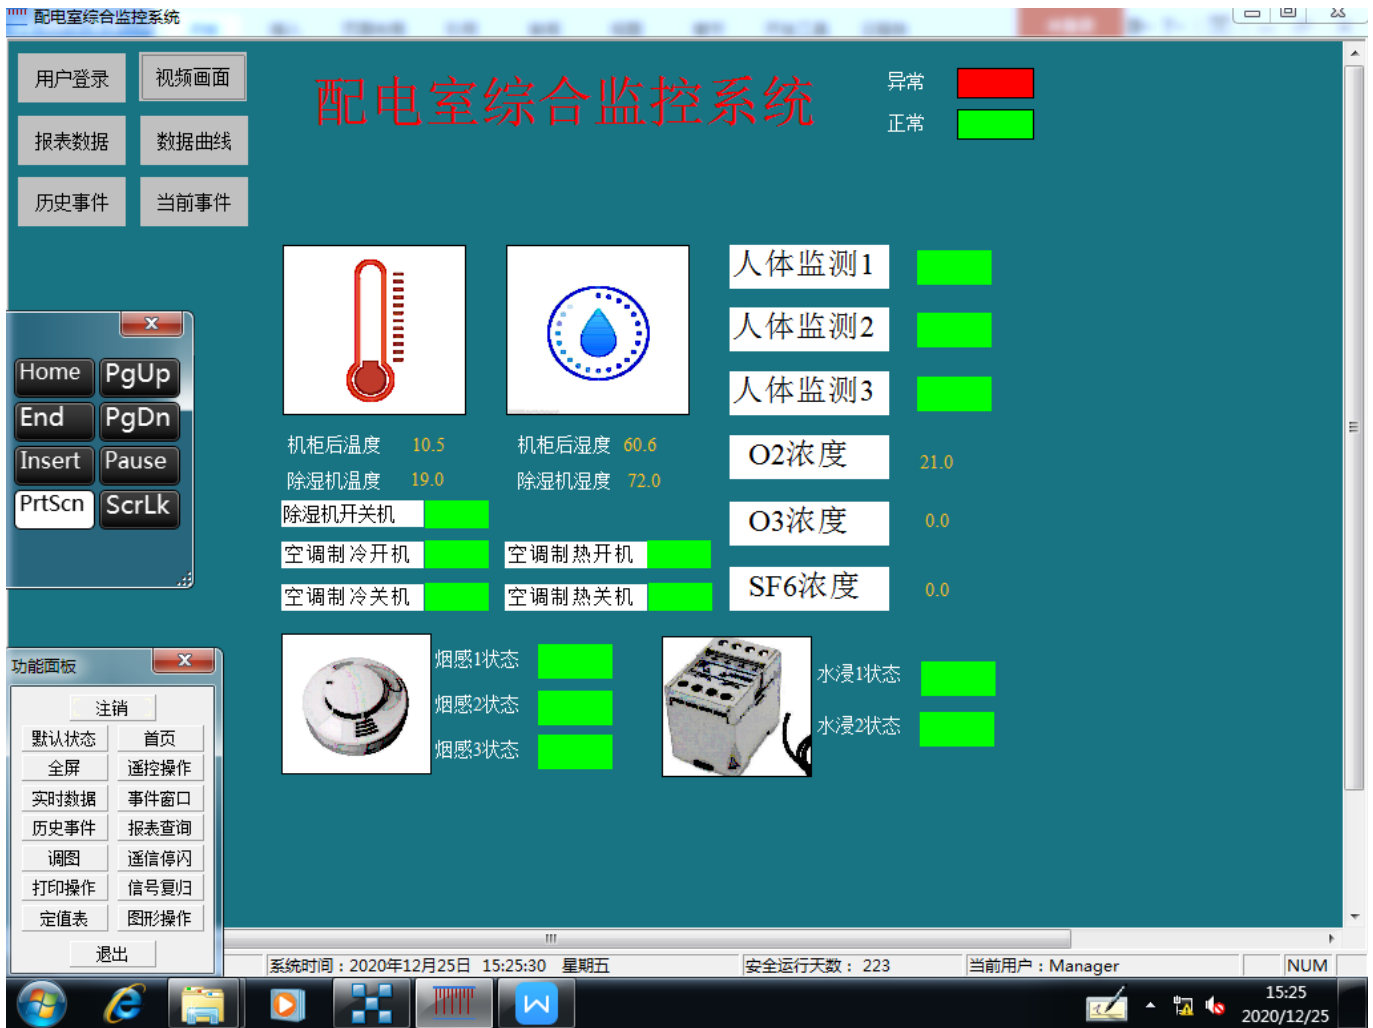 配电室综合监控系统
用户登录 视频画面
报表数据 数据曲线
历史事件 当前事件
配电室综合监控系统
异常
正常
人体监测1
人体监测2
人体监测3
机柜后温度 10.5 机柜后湿度 60.6
除湿机温度 19.0 除湿机湿度 72.0
O2浓度 21.0
O3浓度 0.0
SF6浓度 0.0
除湿机开关机
空调制冷开机 空调制热开机
空调制冷关机 空调制热关机
烟感1状态
烟感2状态
烟感3状态
水浸1状态
水浸2状态
Home PgUp
End PgDn
Insert Pause
PrtScn ScrLk
功能面板
注销
默认状态 首页
全屏 遥控操作
实时数据 事件窗口
历史事件 报表查询
调图 遥信停闪
打印操作 信号复归
定值表 图形操作
退出
系统时间：2020年12月25日 15:25:30 星期五 安全运行天数： 223 当前用户：Manager NUM
15:25
2020/12/25